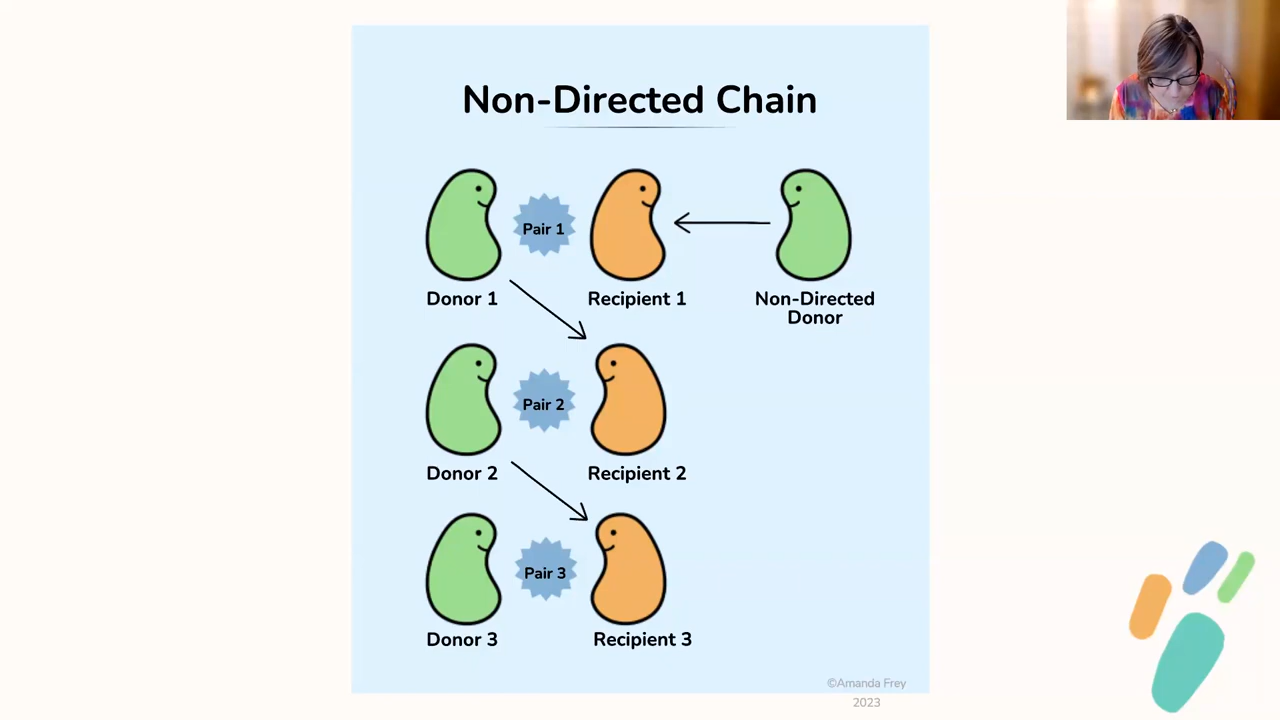 Non-Directed Chain
Pair 1
Donor 1
Recipient 1
Non-Directed
Donor
Pair 2
Donor 2
Recipient 2
Pair 3
Donor 3
Recipient 3
©Amanda Frey
2023